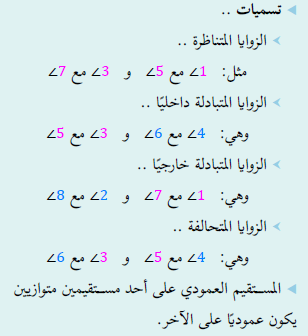 ◀ تسميات ..
‹ الزوايا المتناظرة ..
مثل: ∠1 مع ∠5 و ∠3 مع ∠7
‹ الزوايا المتبادلة داخليًا ..
وهي: ∠4 مع ∠6 و ∠3 مع ∠5
‹ الزوايا المتبادلة خارجيًا ..
وهي: ∠1 مع ∠7 و ∠2 مع ∠8
‹ الزوايا المتحالفة ..
وهي: ∠4 مع ∠5 و ∠3 مع ∠6
◀ المستقيم العمودي على أحد مستقيمين متوازيين
يكون عموديًا على الآخر.